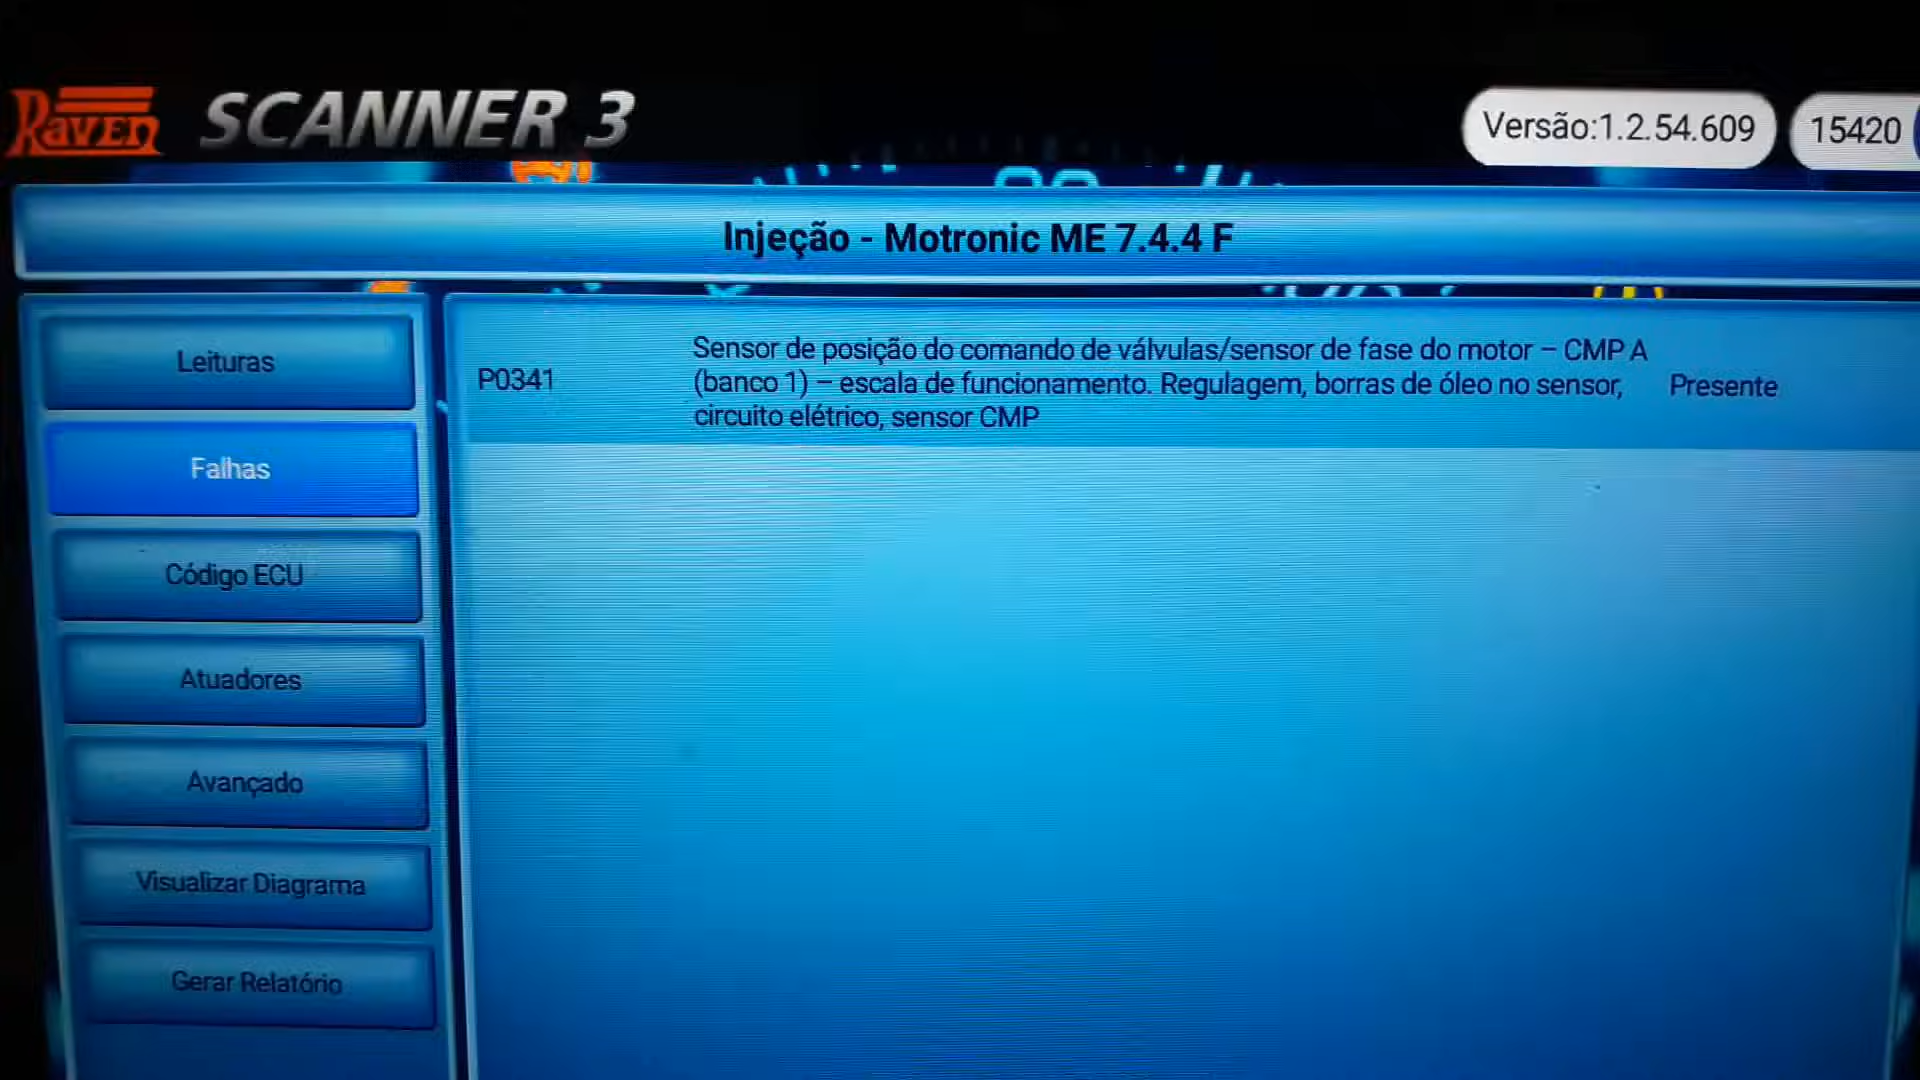 Raven SCANNER 3
Versão:1.2.54.609
15420
Injeção - Motronic ME 7.4.4 F
Leituras
Falhas
Código ECU
Atuadores
Avançado
Visualizar Diagrama
Gerar Relatório
P0341
Sensor de posição do comando de válvulas/sensor de fase do motor – CMP A
(banco 1) – escala de funcionamento. Regulagem, borras de óleo no sensor,
circuito elétrico, sensor CMP
Presente